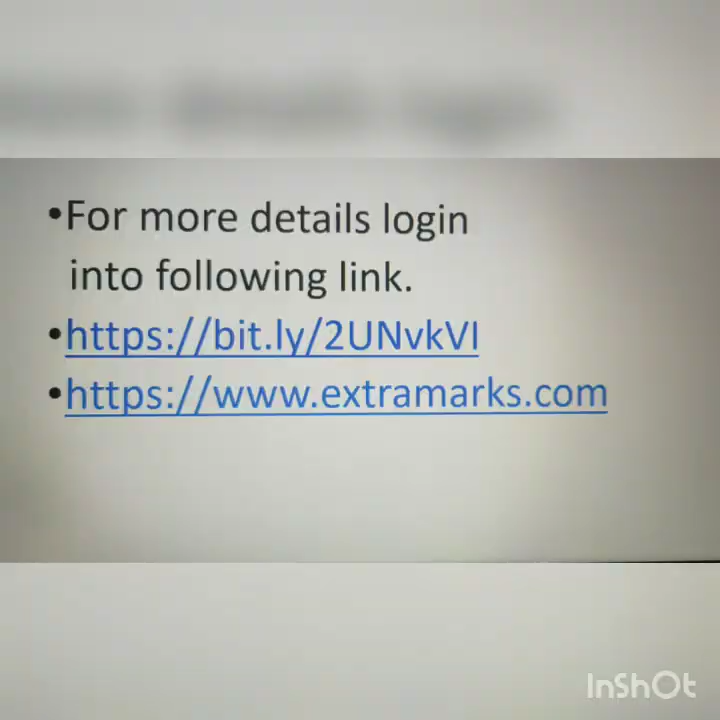 •For more details login
into following link.
•https://bit.ly/2UNvkVI
•https://www.extramarks.com
InShOt